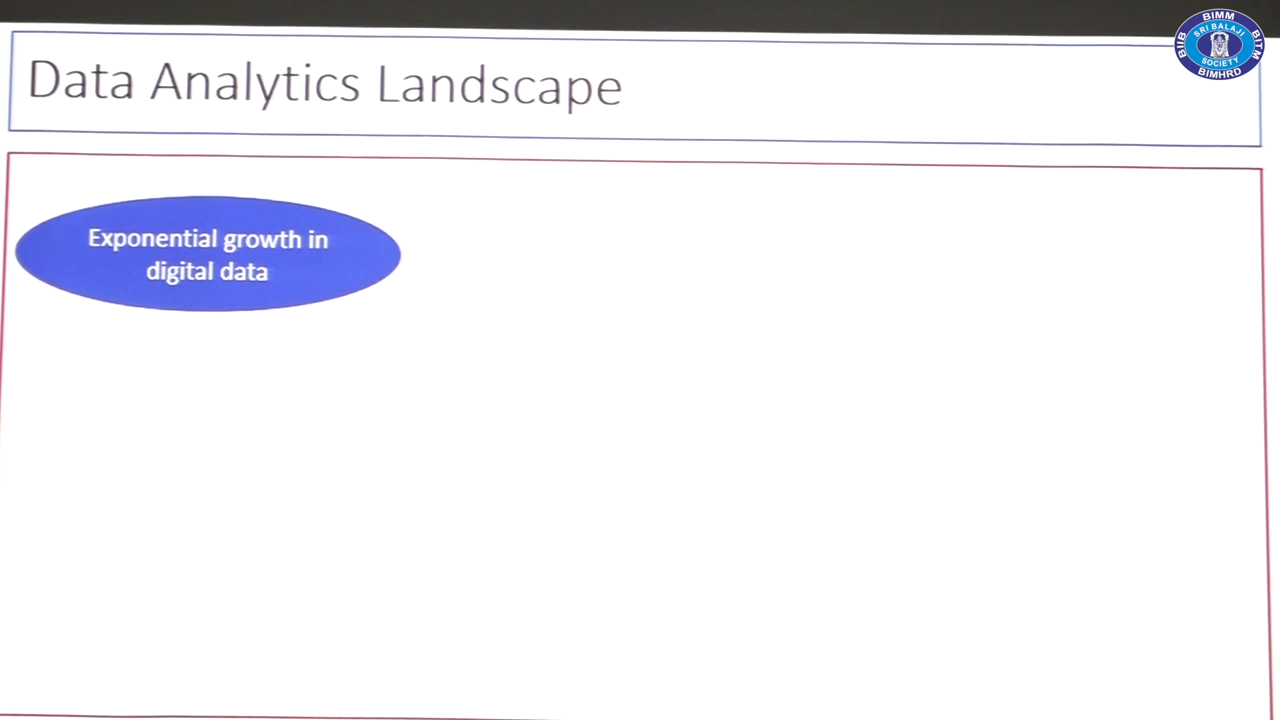 Data Analytics Landscape
Exponential growth in
digital data
BIMM
BIIB
SRI BALAJI
SOCIETY
BITM
BIMHRD